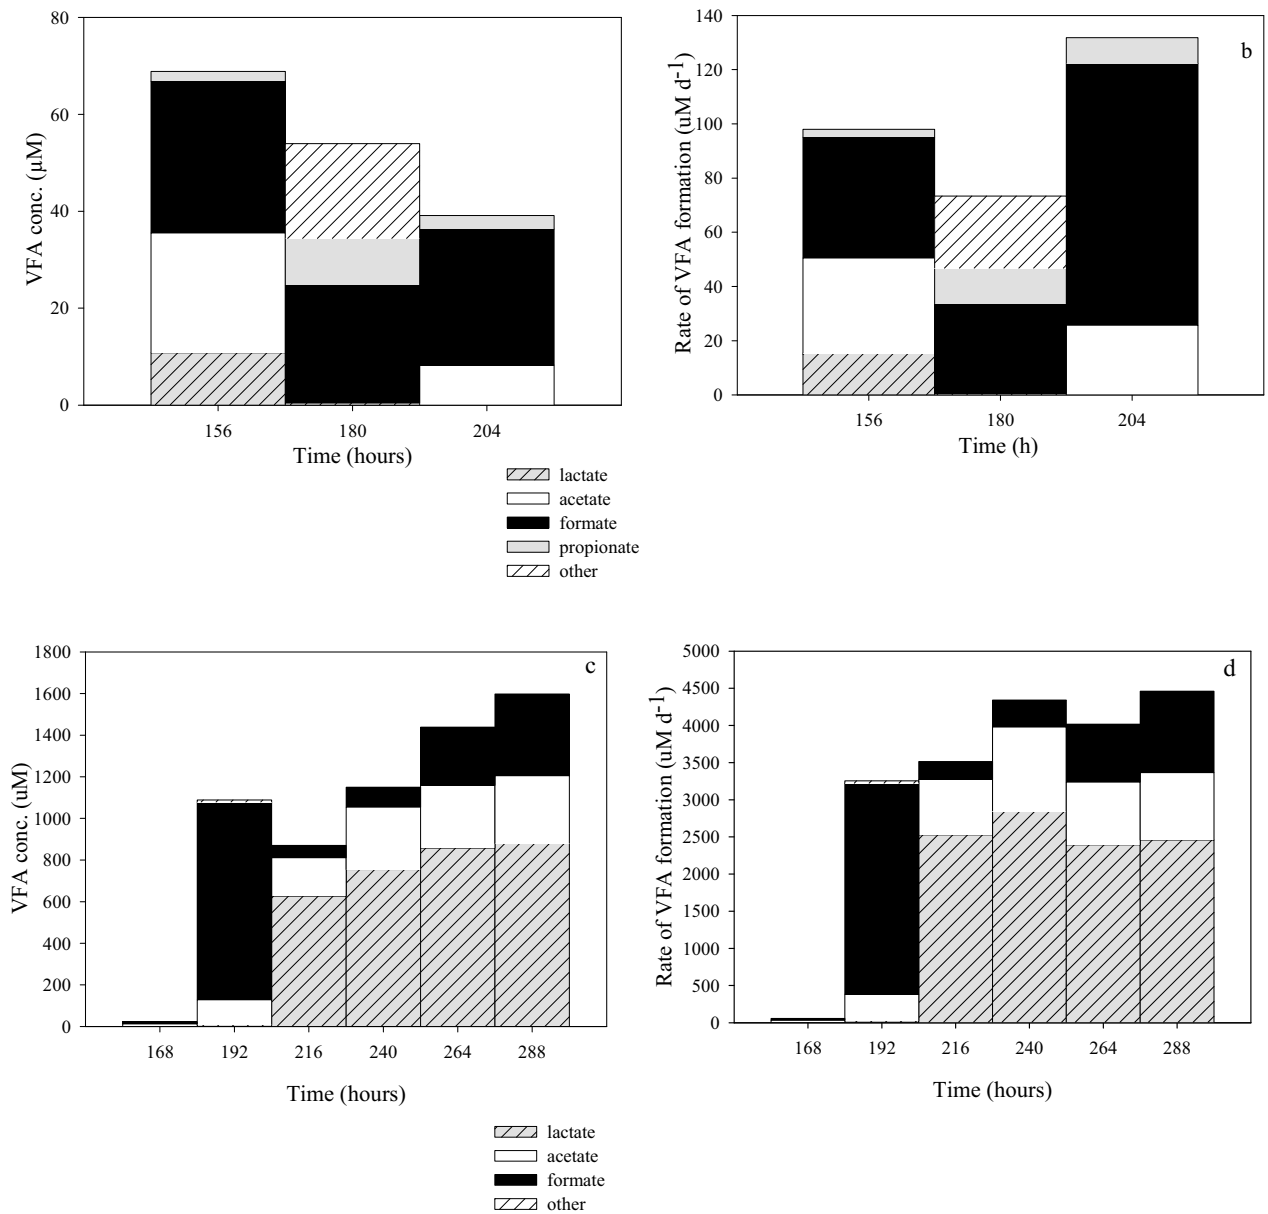 80
60
40
20
0
VFA conc. (µM)
156 180 204
Time (hours)
b
140
120
100
80
60
40
20
0
Rate of VFA formation (uM d-1)
156 180 204
Time (h)
lactate
acetate
formate
propionate
other
c
1800
1600
1400
1200
1000
800
600
400
200
0
VFA conc. (uM)
168 192 216 240 264 288
Time (hours)
d
5000
4500
4000
3500
3000
2500
2000
1500
1000
500
0
Rate of VFA formation (uM d-1)
168 192 216 240 264 288
Time (hours)
lactate
acetate
formate
other